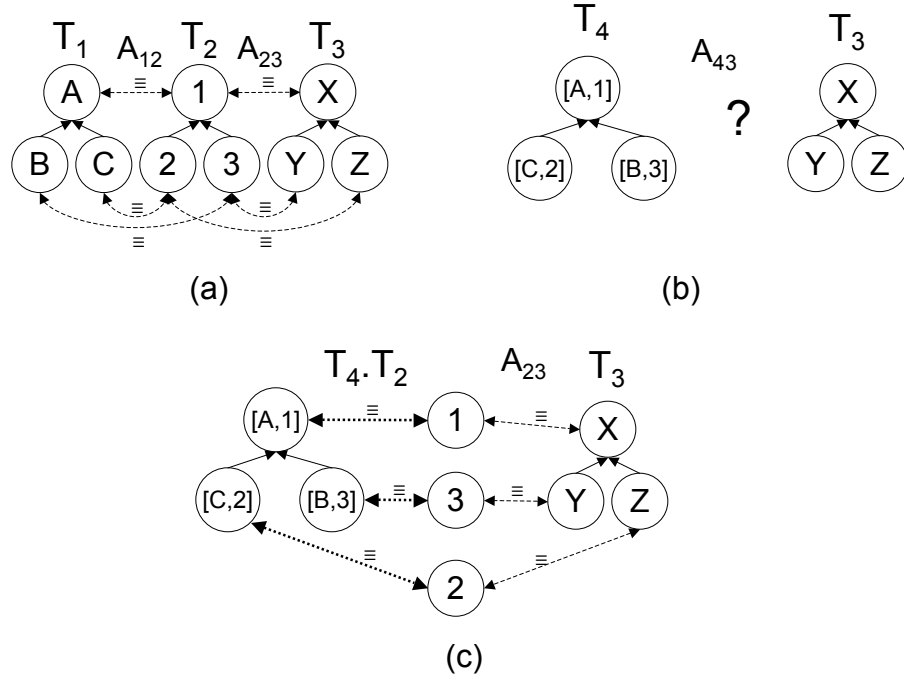 T1 A12 T2 A23 T3
≡ ≡
A 1 X
B C 2 3 Y Z
≡ ≡
≡ ≡
(a)
T4 A43 T3
[A,1] ? X
[C,2] [B,3] Y Z
(b)
T4.T2 A23 T3
[A,1] ≡ 1 ≡ X
[C,2] [B,3] ≡ 3 ≡ Y Z
≡ 2 ≡
(c)